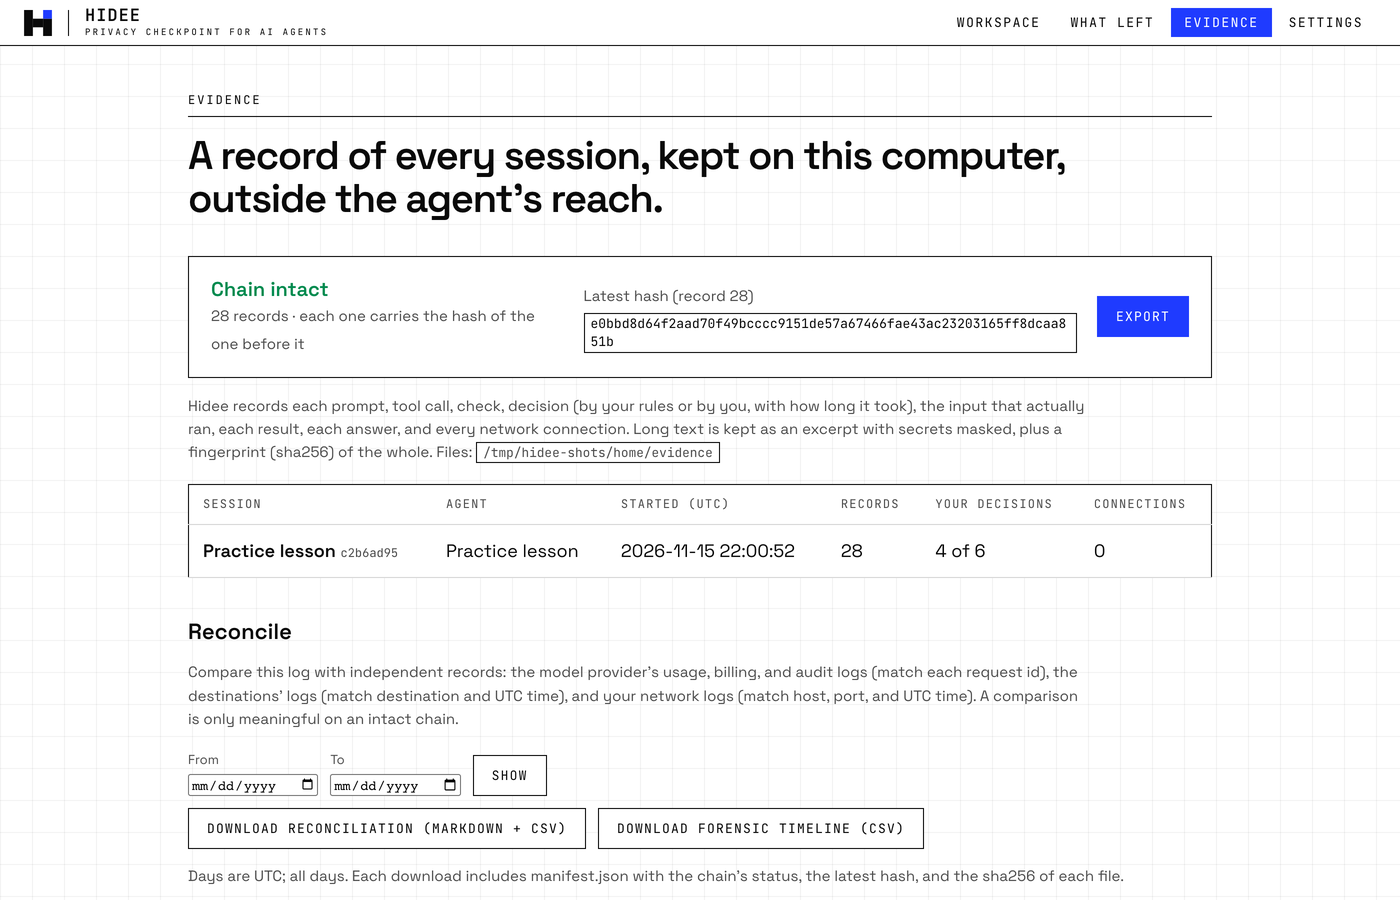 HIDEE
PRIVACY CHECKPOINT FOR AI AGENTS
WORKSPACE
WHAT LEFT
EVIDENCE
SETTINGS
EVIDENCE
A record of every session, kept on this computer,
outside the agent’s reach.
Chain intact
28 records · each one carries the hash of the
one before it
Latest hash (record 28)
e0bbd8d64f2aad70f49bcccc9151de57a67466fae43ac23203165ff8dcaa8
51b
EXPORT
Hidee records each prompt, tool call, check, decision (by your rules or by you, with how long it took), the input that actually
ran, each result, each answer, and every network connection. Long text is kept as an excerpt with secrets masked, plus a
fingerprint (sha256) of the whole. Files: /tmp/hidee-shots/home/evidence
SESSION AGENT STARTED (UTC) RECORDS YOUR DECISIONS CONNECTIONS
Practice lesson c2b6ad95 Practice lesson 2026-11-15 22:00:52 28 4 of 6 0
Reconcile
Compare this log with independent records: the model provider’s usage, billing, and audit logs (match each request id), the
destinations’ logs (match destination and UTC time), and your network logs (match host, port, and UTC time). A comparison
is only meaningful on an intact chain.
From To
mm/dd/yyyy mm/dd/yyyy SHOW
DOWNLOAD RECONCILIATION (MARKDOWN + CSV) DOWNLOAD FORENSIC TIMELINE (CSV)
Days are UTC; all days. Each download includes manifest.json with the chain’s status, the latest hash, and the sha256 of each file.